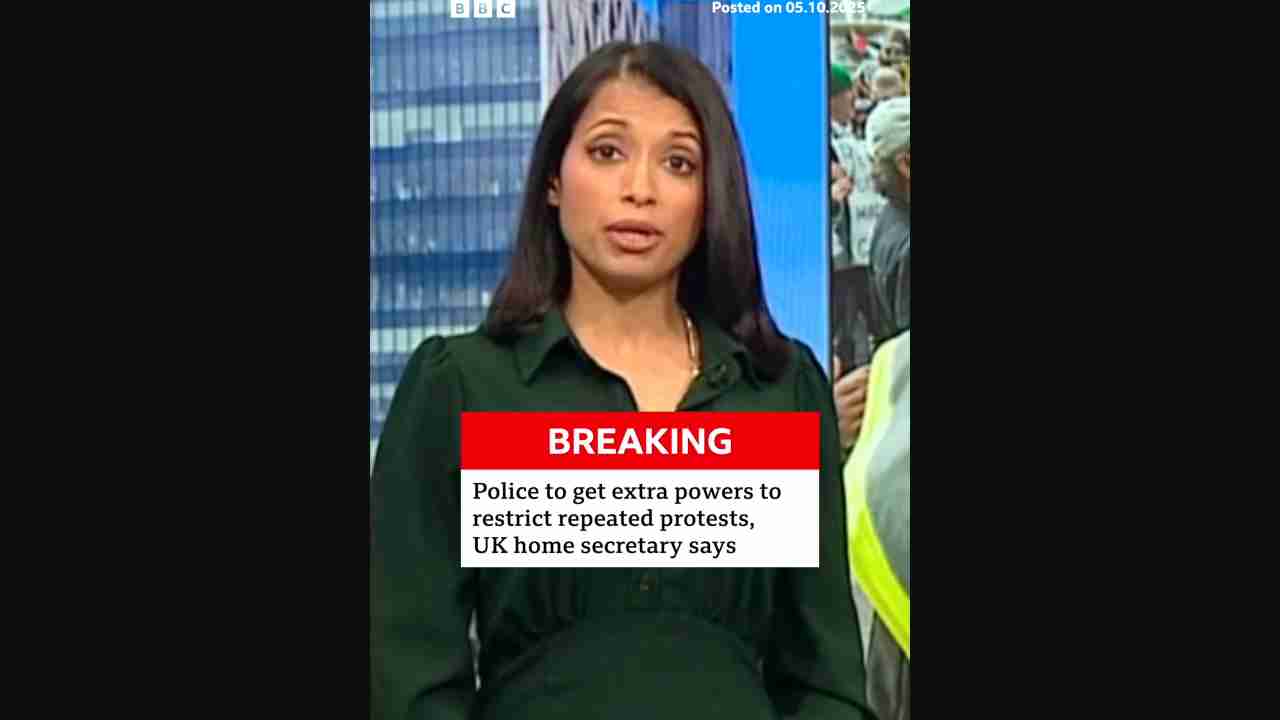 BBC
Posted on 05.10.2025
BREAKING
Police to get extra powers to
restrict repeated protests,
UK home secretary says